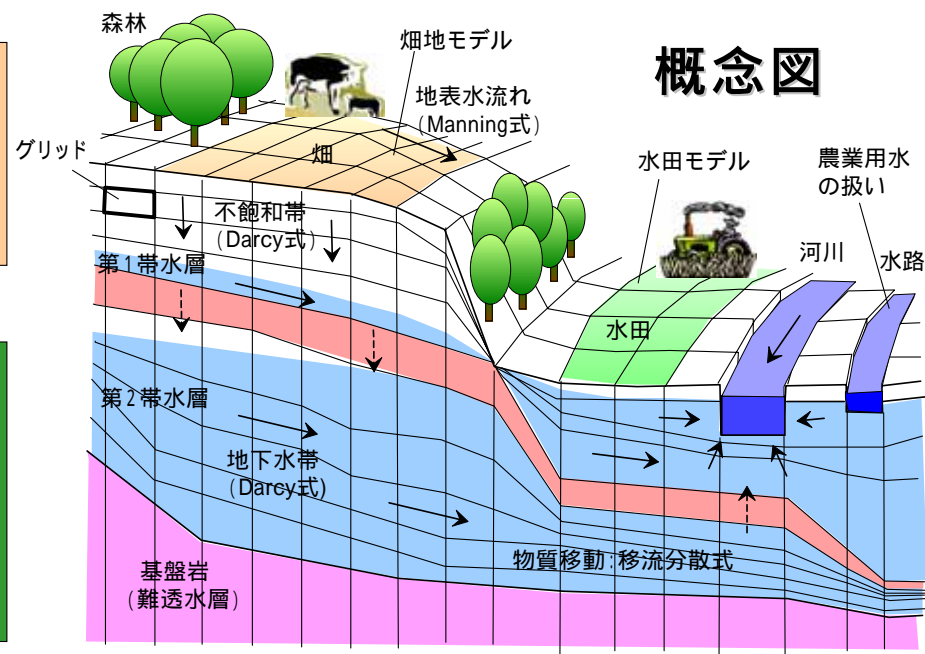 概念図
森林
畑地モデル
地表水流れ
(Manning式)
グリッド
畑
水田モデル
農業用水
の扱い
不飽和帯
(Darcy式)
河川
水路
第1帯水層
水田
第2帯水層
地下水帯
(Darcy式)
物質移動:移流分散式
基盤岩
(難透水層)